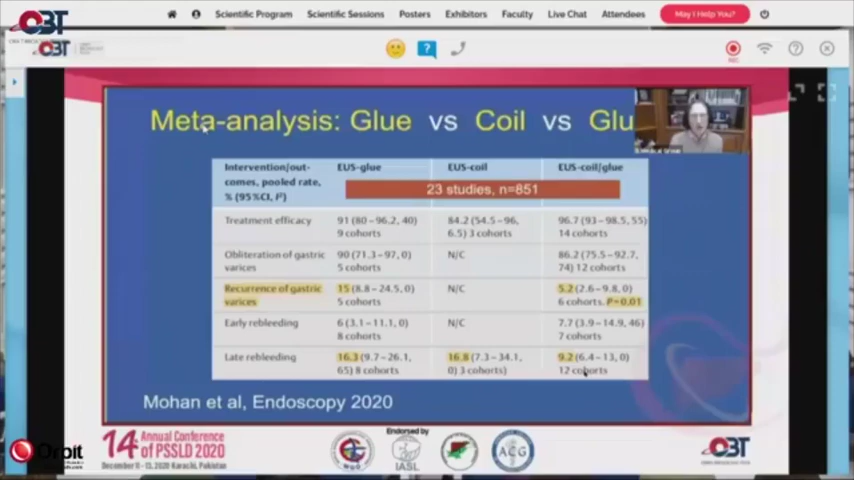 OBT
Scientific Program Scientific Sessions Posters Exhibitors Faculty Live Chat Attendees May I Help You?
OBT
REC
Meta-analysis: Glue vs Coil vs Glu
Intervention/out-
comes, pooled rate,
% (95%CI, I²)
EUS-glue EUS-coil EUS-coil/glue
23 studies, n=851
Treatment efficacy 91 (80–96.2, 40) 84.2 (54.5–96, 96.7 (93–98.5, 55)
9 cohorts 6.5) 3 cohorts 14 cohorts
Obliteration of gastric 90 (71.3–97, 0) N/C 86.2 (75.5–92.7,
varices 5 cohorts 74) 12 cohorts
Recurrence of gastric 15 (8.8–24.5, 0) N/C 5.2 (2.6–9.8, 0)
varices 5 cohorts 6 cohorts. P=0.01
Early rebleeding 6 (3.1–11.1, 0) N/C 7.7 (3.9–14.9, 46)
8 cohorts 7 cohorts
Late rebleeding 16.3 (9.7–26.1, 16.8 (7.3–34.1, 9.2 (6.4–13, 0)
65) 8 cohorts 0) 3 cohorts) 12 cohorts
Mohan et al, Endoscopy 2020
Orbit
14th Annual Conference
of PSSLD 2020
December 11-13, 2020 Karachi, Pakistan
Endorsed by
WGO
IASL
ACG
OBT